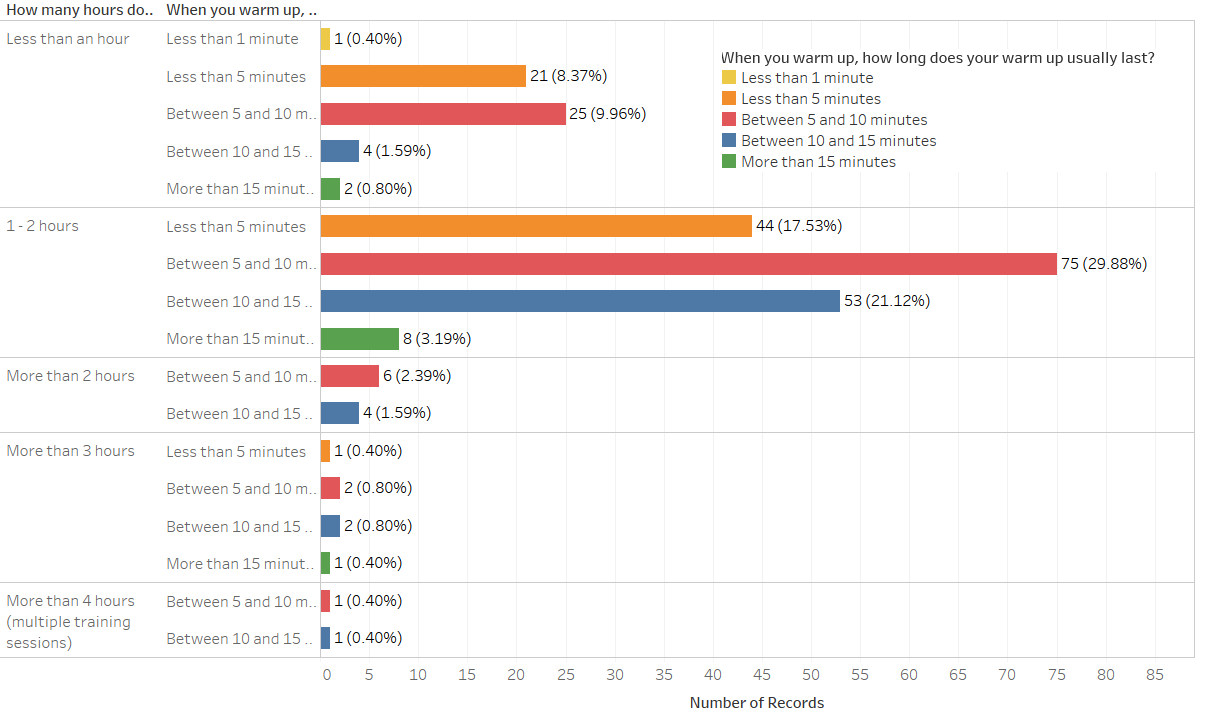 How many hours do.. When you warm up, ..
Less than an hour Less than 1 minute 1 (0.40%)
Less than 5 minutes 21 (8.37%)
Between 5 and 10 m.. 25 (9.96%)
Between 10 and 15 .. 4 (1.59%)
More than 15 minut.. 2 (0.80%)
When you warm up, how long does your warm up usually last?
Less than 1 minute
Less than 5 minutes
Between 5 and 10 minutes
Between 10 and 15 minutes
More than 15 minutes
1 - 2 hours Less than 5 minutes 44 (17.53%)
Between 5 and 10 m.. 75 (29.88%)
Between 10 and 15 .. 53 (21.12%)
More than 15 minut.. 8 (3.19%)
More than 2 hours Between 5 and 10 m.. 6 (2.39%)
Between 10 and 15 .. 4 (1.59%)
More than 3 hours Less than 5 minutes 1 (0.40%)
Between 5 and 10 m.. 2 (0.80%)
Between 10 and 15 .. 2 (0.80%)
More than 15 minut.. 1 (0.40%)
More than 4 hours
(multiple training
sessions)
Between 5 and 10 m.. 1 (0.40%)
Between 10 and 15 .. 1 (0.40%)
0 5 10 15 20 25 30 35 40 45 50 55 60 65 70 75 80 85
Number of Records